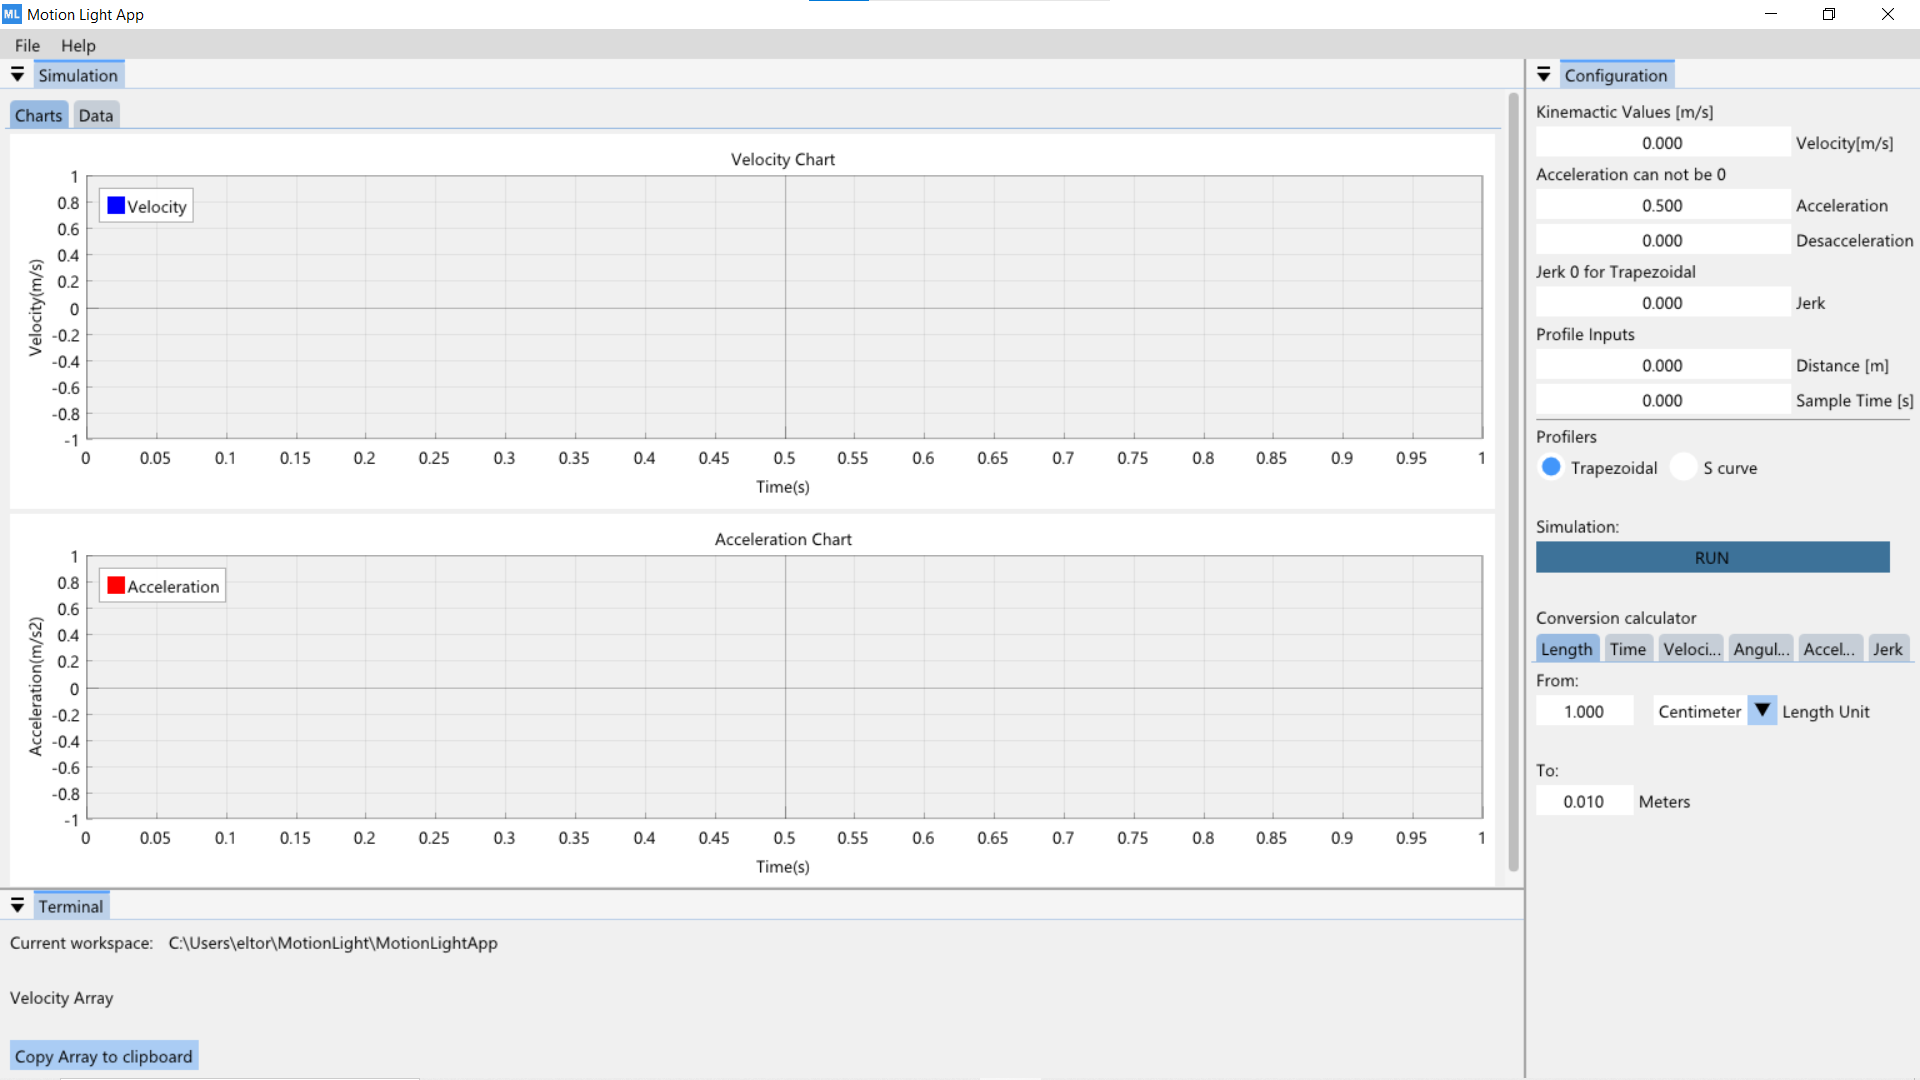 ML Motion Light App
File Help
Simulation
Charts Data
Velocity Chart
Velocity
1
0.8
0.6
0.4
0.2
0
-0.2
-0.4
-0.6
-0.8
-1
Velocity(m/s)
0 0.05 0.1 0.15 0.2 0.25 0.3 0.35 0.4 0.45 0.5 0.55 0.6 0.65 0.7 0.75 0.8 0.85 0.9 0.95 1
Time(s)
Acceleration Chart
Acceleration
1
0.8
0.6
0.4
0.2
0
-0.2
-0.4
-0.6
-0.8
-1
Acceleration(m/s2)
0 0.05 0.1 0.15 0.2 0.25 0.3 0.35 0.4 0.45 0.5 0.55 0.6 0.65 0.7 0.75 0.8 0.85 0.9 0.95 1
Time(s)
Terminal
Current workspace: C:\Users\eltor\MotionLight\MotionLightApp
Velocity Array
Copy Array to clipboard
Configuration
Kinemactic Values [m/s]
0.000 Velocity[m/s]
Acceleration can not be 0
0.500 Acceleration
0.000 Desacceleration
Jerk 0 for Trapezoidal
0.000 Jerk
Profile Inputs
0.000 Distance [m]
0.000 Sample Time [s]
Profilers
Trapezoidal S curve
Simulation:
RUN
Conversion calculator
Length Time Veloci... Angul... Accel... Jerk
From:
1.000 Centimeter Length Unit
To:
0.010 Meters